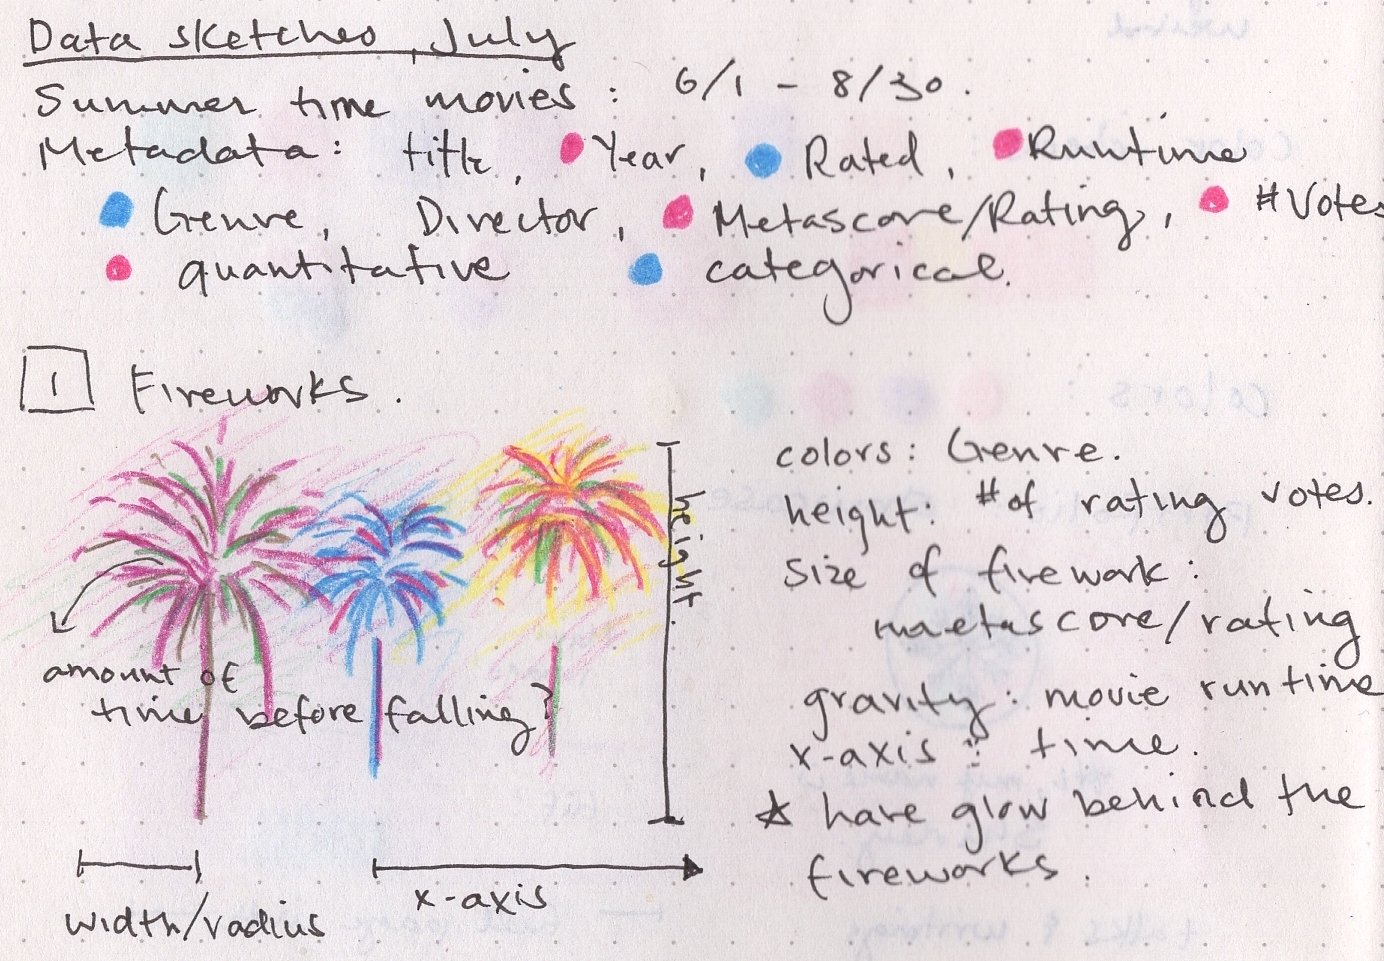 Data sketches, July
Summer time movies : 6/1 - 8/30.
Metadata: title, Year, Rated, Runtime
Genre, Director, Metascore/Rating, #Votes
quantitative categorical.
1 Fireworks.
height.
amount of
time before falling?
width/radius
x-axis
colors: Genre.
height: # of rating votes.
size of firework:
metascore/rating
gravity: movie runtime
x-axis: time.
☆ have glow behind the
fireworks.